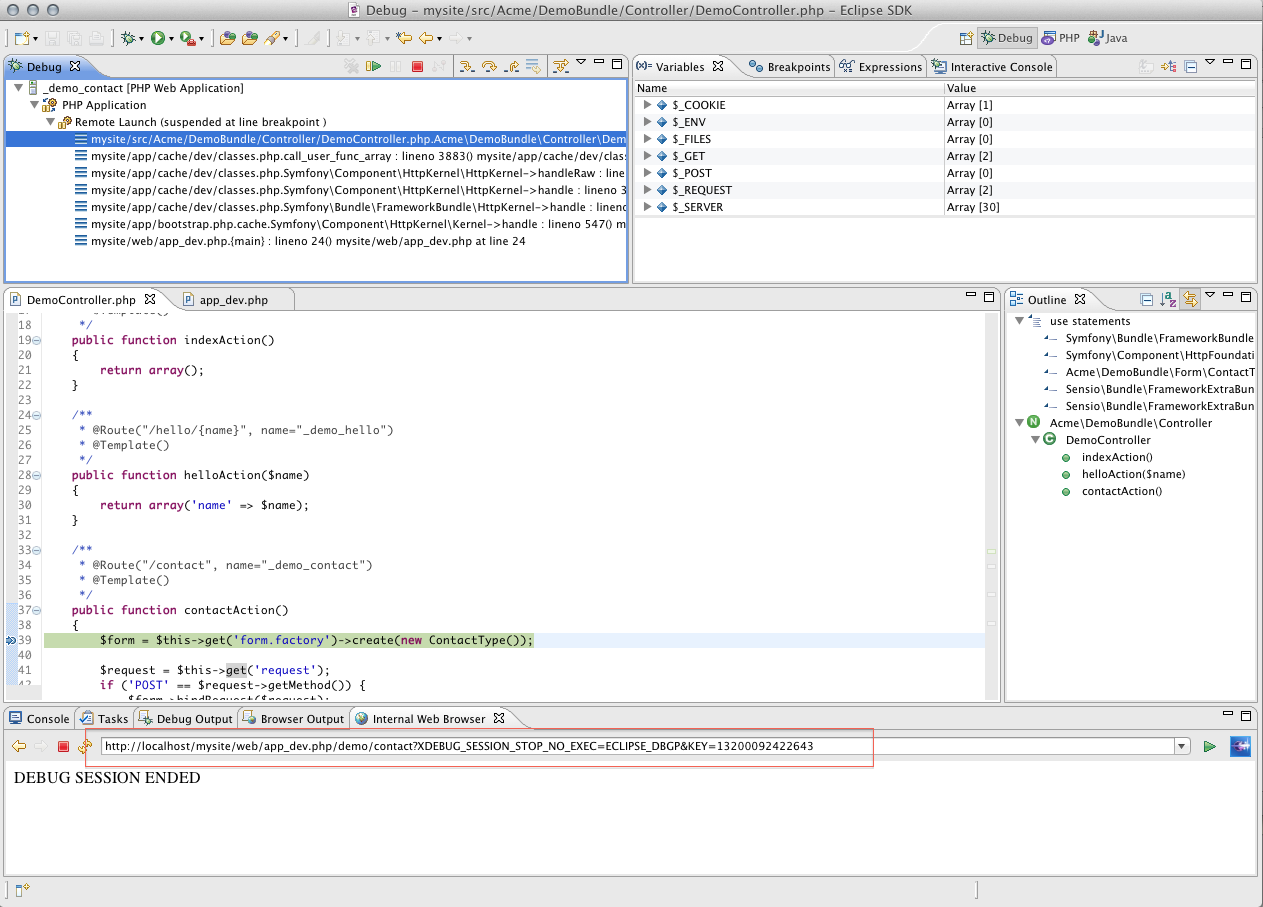 Debug - mysite/src/Acme/DemoBundle/Controller/DemoController.php - Eclipse SDK
Debug PHP Java
Debug
_demo_contact [PHP Web Application]
PHP Application
Remote Launch (suspended at line breakpoint )
mysite/src/Acme/DemoBundle/Controller/DemoController.php.Acme\DemoBundle\Controller\Dem
mysite/app/cache/dev/classes.php.call_user_func_array : lineno 3883() mysite/app/cache/dev/clas
mysite/app/cache/dev/classes.php.Symfony\Component\HttpKernel\HttpKernel->handleRaw : line
mysite/app/cache/dev/classes.php.Symfony\Component\HttpKernel\HttpKernel->handle : lineno 3
mysite/app/cache/dev/classes.php.Symfony\Bundle\FrameworkBundle\HttpKernel->handle : linenc
mysite/app/bootstrap.php.cache.Symfony\Component\HttpKernel\Kernel->handle : lineno 547() m
mysite/web/app_dev.php.{main} : lineno 24() mysite/web/app_dev.php at line 24
(x)= Variables Breakpoints Expressions Interactive Console
Name Value
$_COOKIE Array [1]
$_ENV Array [0]
$_FILES Array [0]
$_GET Array [2]
$_POST Array [0]
$_REQUEST Array [2]
$_SERVER Array [30]
DemoController.php app_dev.php
18 */
19 public function indexAction()
20 {
21 return array();
22 }
23
24 /**
25 * @Route("/hello/{name}", name="_demo_hello")
26 * @Template()
27 */
28 public function helloAction($name)
29 {
30 return array('name' => $name);
31 }
32
33 /**
34 * @Route("/contact", name="_demo_contact")
35 * @Template()
36 */
37 public function contactAction()
38 {
39 $form = $this->get('form.factory')->create(new ContactType());
40
41 $request = $this->get('request');
42 if ('POST' == $request->getMethod()) {
$form->bindRequest($request);
Outline
use statements
Symfony\Bundle\FrameworkBundle
Symfony\Component\HttpFoundati
Acme\DemoBundle\Form\ContactT
Sensio\Bundle\FrameworkExtraBun
Sensio\Bundle\FrameworkExtraBun
Acme\DemoBundle\Controller
DemoController
indexAction()
helloAction($name)
contactAction()
Console Tasks Debug Output Browser Output Internal Web Browser
http://localhost/mysite/web/app_dev.php/demo/contact?XDEBUG_SESSION_STOP_NO_EXEC=ECLIPSE_DBGP&KEY=13200092422643
DEBUG SESSION ENDED